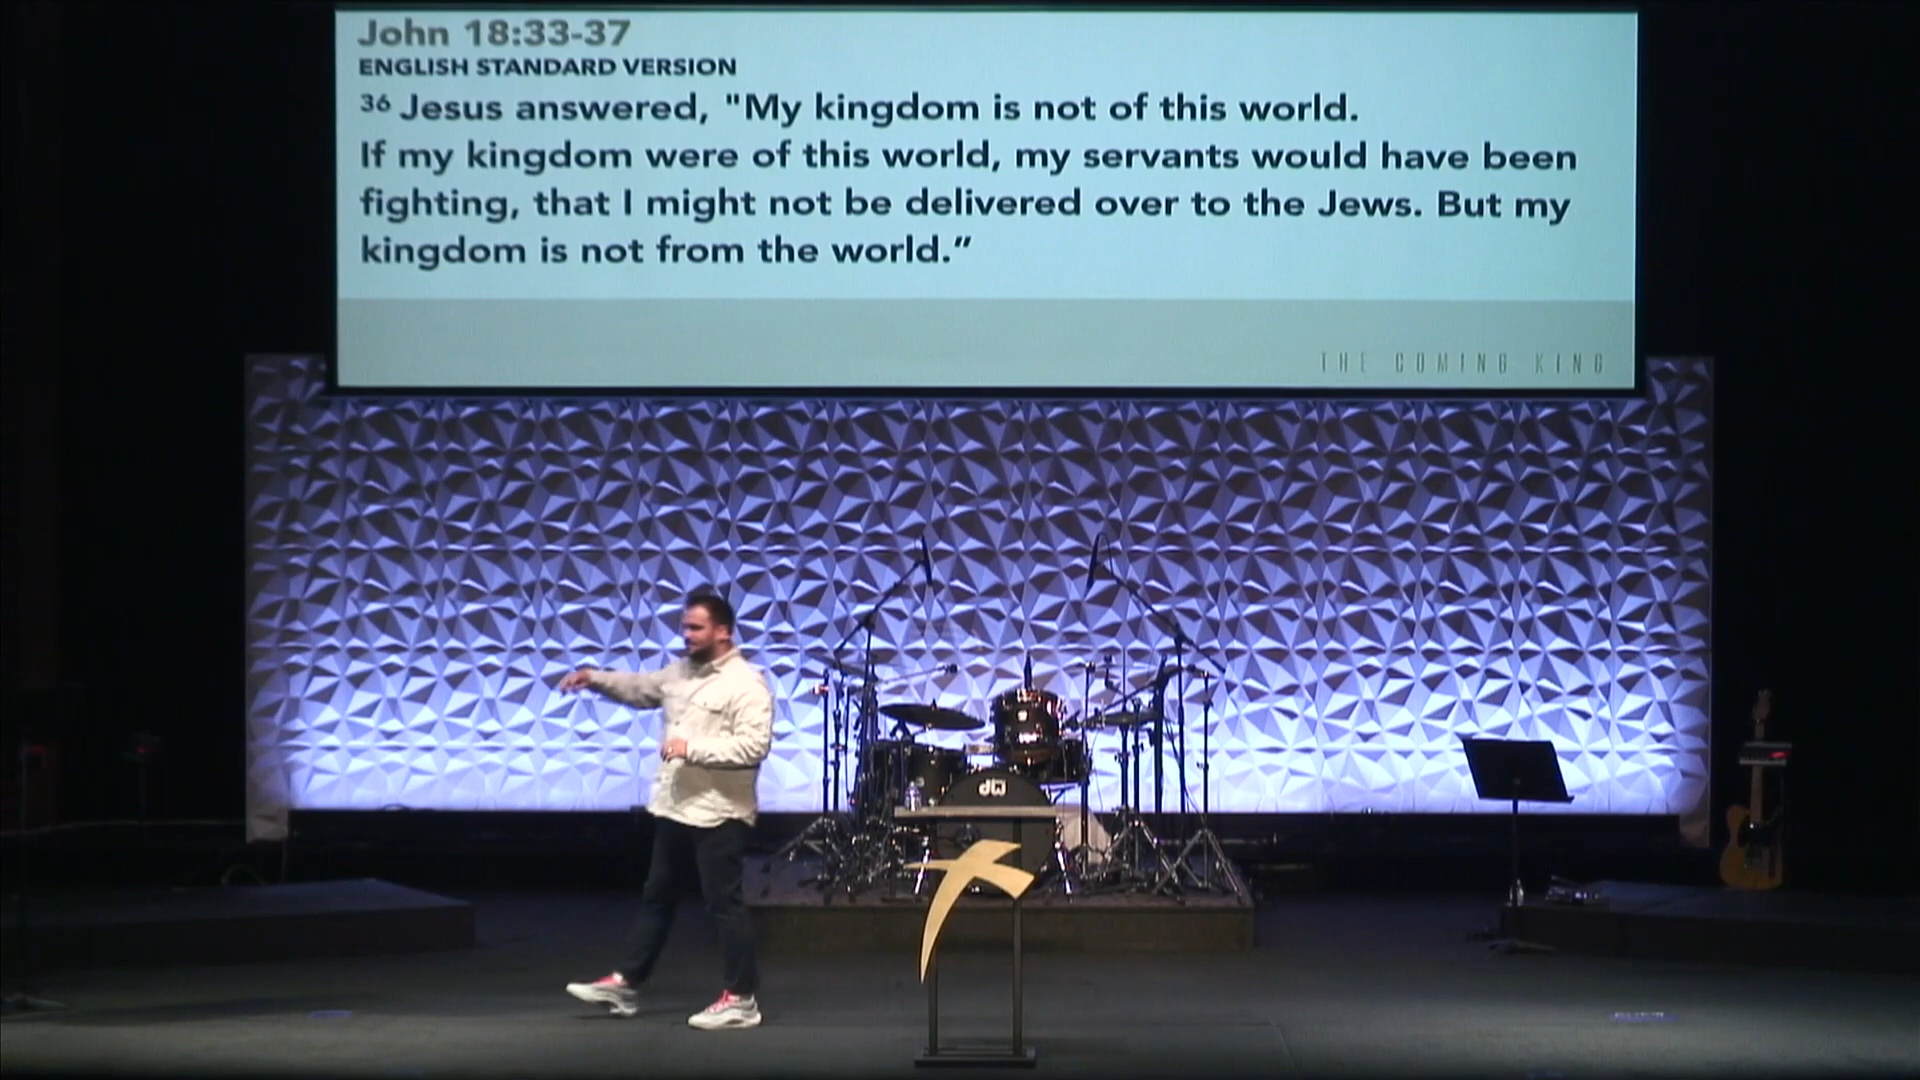 John 18:33-37
ENGLISH STANDARD VERSION
36 Jesus answered, "My kingdom is not of this world.
If my kingdom were of this world, my servants would have been
fighting, that I might not be delivered over to the Jews. But my
kingdom is not from the world.”
THE COMING KING
dw